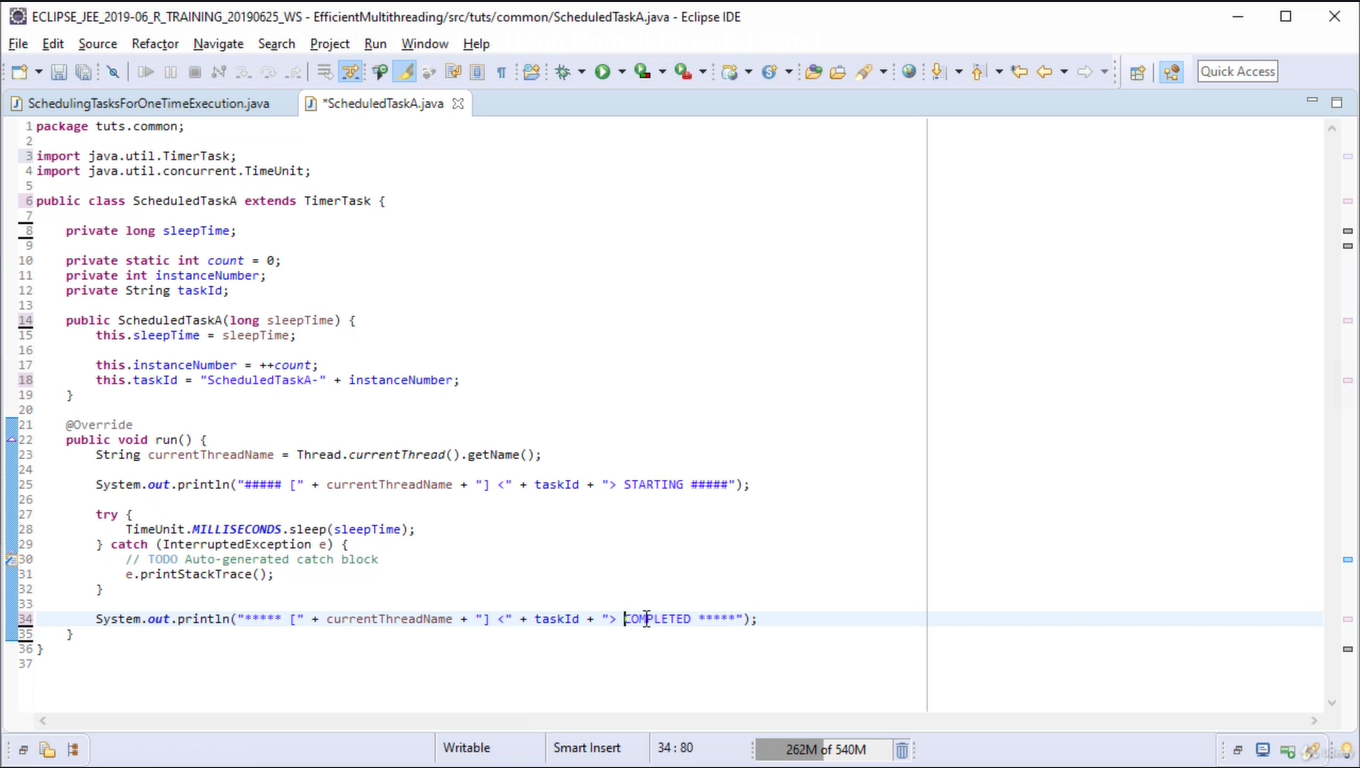 ECLIPSE_JEE_2019-06_R_TRAINING_20190625_WS - EfficientMultithreading/src/tuts/common/ScheduledTaskA.java - Eclipse IDE
File Edit Source Refactor Navigate Search Project Run Window Help
Quick Access
SchedulingTasksForOneTimeExecution.java *ScheduledTaskA.java
1 package tuts.common;
2
3 import java.util.TimerTask;
4 import java.util.concurrent.TimeUnit;
5
6 public class ScheduledTaskA extends TimerTask {
7
8 private long sleepTime;
9
10 private static int count = 0;
11 private int instanceNumber;
12 private String taskId;
13
14 public ScheduledTaskA(long sleepTime) {
15 this.sleepTime = sleepTime;
16
17 this.instanceNumber = ++count;
18 this.taskId = "ScheduledTaskA-" + instanceNumber;
19 }
20
21 @Override
22 public void run() {
23 String currentThreadName = Thread.currentThread().getName();
24
25 System.out.println("##### [" + currentThreadName + "] <" + taskId + "> STARTING #####");
26
27 try {
28 TimeUnit.MILLISECONDS.sleep(sleepTime);
29 } catch (InterruptedException e) {
30 // TODO Auto-generated catch block
31 e.printStackTrace();
32 }
33
34 System.out.println("***** [" + currentThreadName + "] <" + taskId + "> COMPLETED *****");
35 }
36 }
37
Writable Smart Insert 34 : 80 262M of 540M